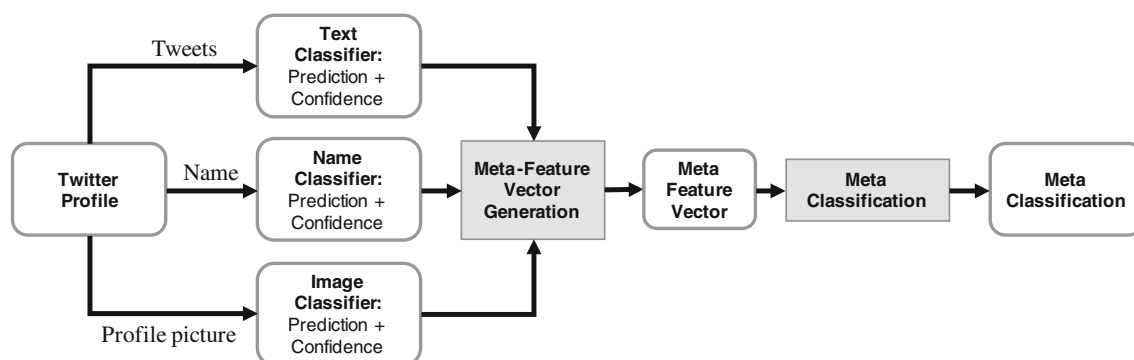 Tweets
Text
Classifier:
Prediction +
Confidence
Twitter
Profile
Name
Name
Classifier:
Prediction +
Confidence
Profile picture
Image
Classifier:
Prediction +
Confidence
Meta-Feature
Vector
Generation
Meta
Feature
Vector
Meta
Classification
Meta
Classification